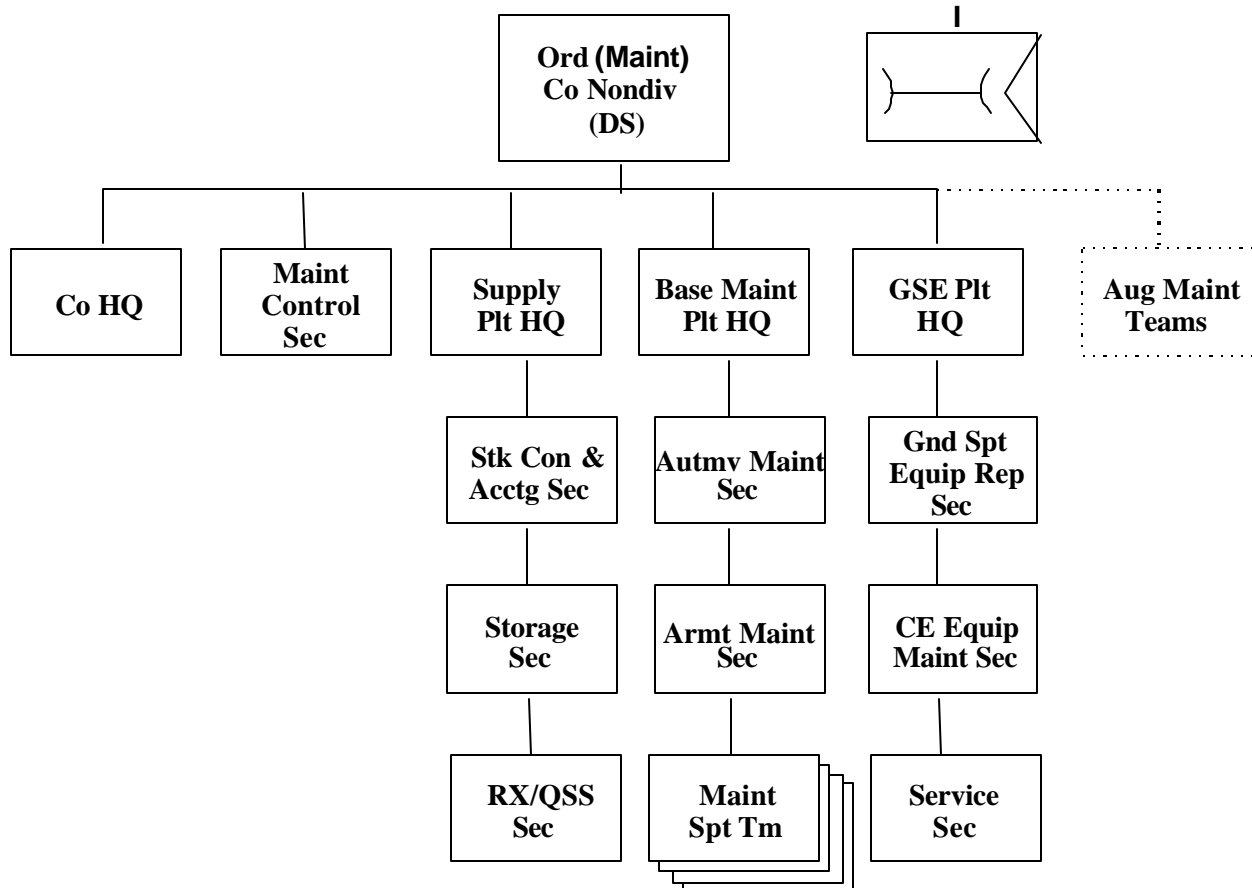 Ord (Maint)
Co Nondiv
(DS)
I
Co HQ
Maint
Control
Sec
Supply
Plt HQ
Base Maint
Plt HQ
GSE Plt
HQ
Aug Maint
Teams
Stk Con &
Acctg Sec
Autmv Maint
Sec
Gnd Spt
Equip Rep
Sec
Storage
Sec
Armt Maint
Sec
CE Equip
Maint Sec
RX/QSS
Sec
Maint
Spt Tm
Service
Sec